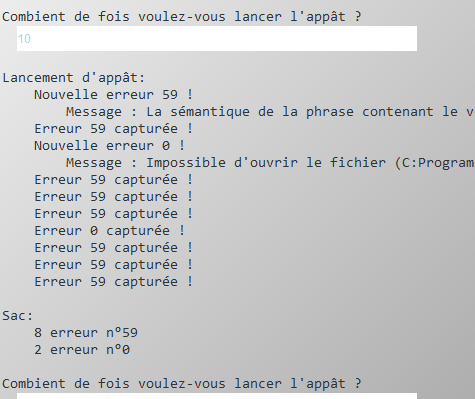 Combient de fois voulez-vous lancer l'appât ?
10
Lancement d'appât:
Nouvelle erreur 59 !
Message : La sémantique de la phrase contenant le
Erreur 59 capturée !
Nouvelle erreur 0 !
Message : Impossible d'ouvrir le fichier (C:Program
Erreur 59 capturée !
Erreur 59 capturée !
Erreur 59 capturée !
Erreur 0 capturée !
Erreur 59 capturée !
Erreur 59 capturée !
Erreur 59 capturée !
Sac:
8 erreur n°59
2 erreur n°0
Combient de fois voulez-vous lancer l'appât ?